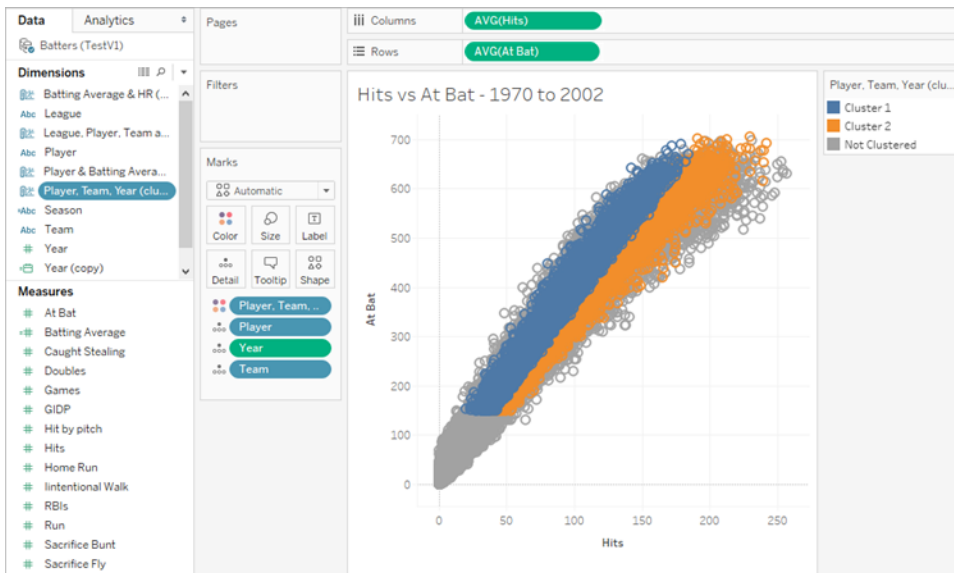 Data
Analytics
Batters (TestV1)
Dimensions
Batting Average & HR (...
Abc League
League, Player, Team a...
Abc Player
Player & Batting Avera...
Player, Team, Year (clu...
Abc Season
Abc Team
# Year
Year (copy)
Measures
# At Bat
# Batting Average
# Caught Stealing
# Doubles
# Games
# GIDP
# Hit by pitch
# Hits
# Home Run
# Iintentional Walk
# RBIs
# Run
# Sacrifice Bunt
# Sacrifice Fly
Pages
Filters
Marks
Automatic
Color
Size
T
Label
Detail
Tooltip
Shape
Player, Team, ..
Player
Year
Team
iii Columns
AVG(Hits)
Rows
AVG(At Bat)
Hits vs At Bat - 1970 to 2002
At Bat
700
600
500
400
300
200
100
0
0
50
100
150
200
250
Hits
Player, Team, Year (clu...
Cluster 1
Cluster 2
Not Clustered